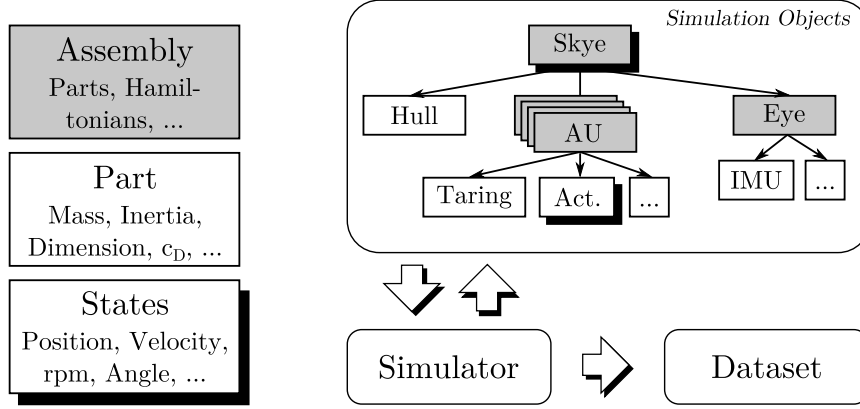 Assembly
Parts, Hamil-
tonians, ...
Part
Mass, Inertia,
Dimension, cD, ...
States
Position, Velocity,
rpm, Angle, ...
Simulation Objects
Skye
Hull
AU
Eye
Taring
Act.
...
IMU
...
Simulator
Dataset